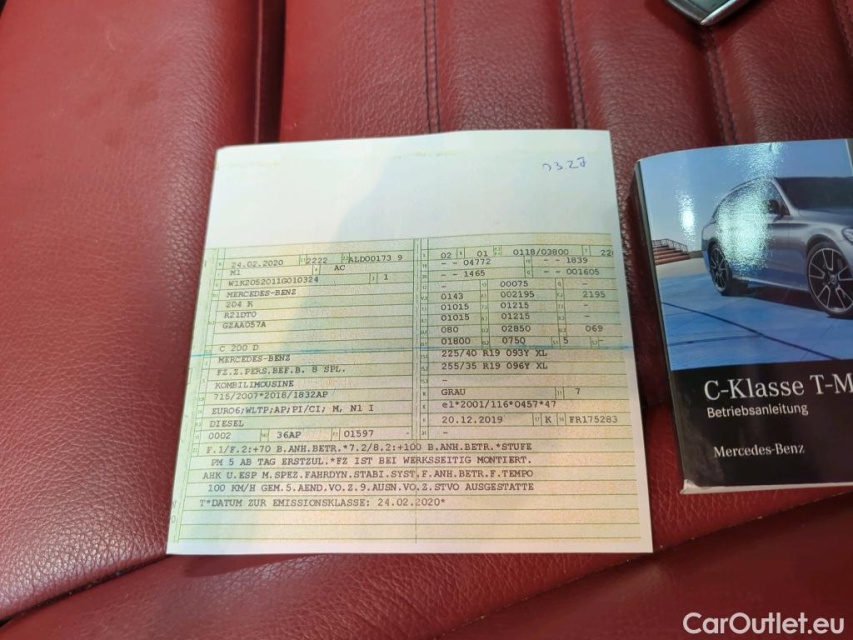 1327
24.02.2020 2222 ALD00173 9
M1 AC
W1K2052011G010324 1
MERCEDES-BENZ
204 K
R21DT0
GZAAD57A
C 200 D
MERCEDES-BENZ
FZ.Z.PERS.BEF.B. 8 SPL.
KOMBILIMOUSINE
715/2007*2018/1832AP
EURO6;WLTP;AP;PI/CI; M, N1 I
DIESEL
0002 36AP 01597
02 01 0118/03800 22
-- 04772 -- 1839
-- 1465 -- 001605
00075 -
0143 002195 2195
01015 01215 -
01015 01215 -
080 02850 069
01800 0750 5 -
225/40 R19 093Y XL
255/35 R19 096Y XL
-
GRAU 7
e1*2001/116*0457*47
20.12.2019 K FR175283
F.1/F.2:+70 B.ANH.BETR.*7.2/8.2:+100 B.ANH.BETR.*STUFE
PM 5 AB TAG ERSTZUL.*FZ IST BEI WERKSSEITIG MONTIERT.
AHK U.ESP M.SPEZ.FAHRDYN.STABI.SYST.F.ANH.BETR.F.TEMPO
100 KM/H GEM.5.AEND.VO.Z.9.AUSN.VO.Z.STVO AUSGESTATTE
T*DATUM ZUR EMISSIONSKLASSE: 24.02.2020*
C-Klasse T-M
Betriebsanleitung
Mercedes-Benz
CarOutlet.eu